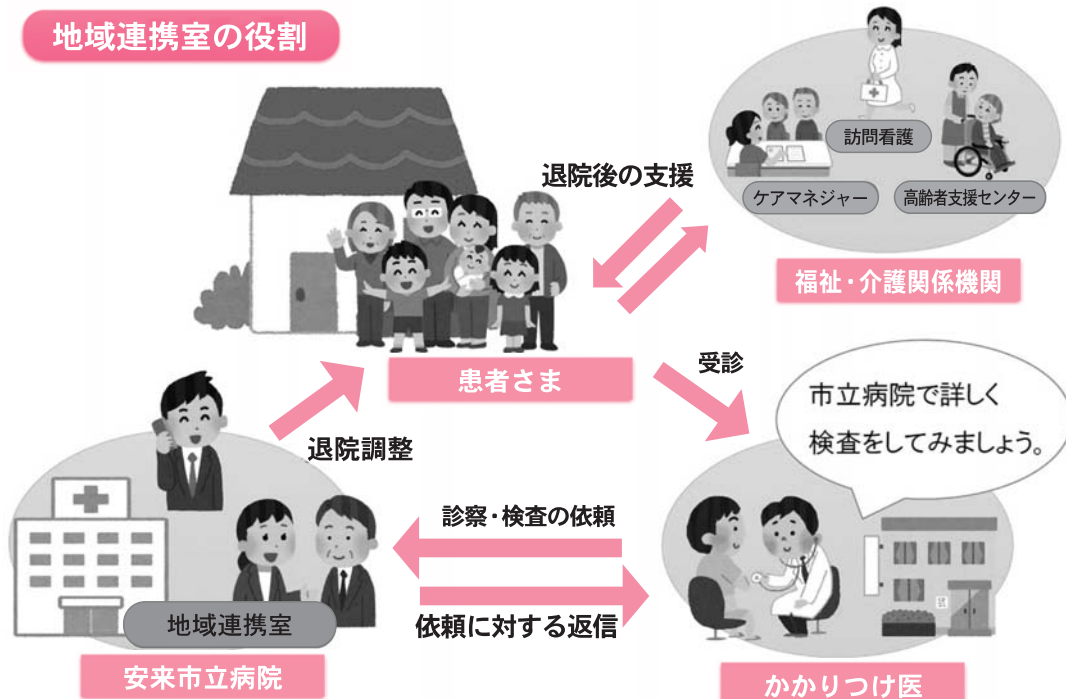 地域連携室の役割
訪問看護
ケアマネジャー
高齢者支援センター
福祉・介護関係機関
退院後の支援
患者さま
受診
市立病院で詳しく
検査をしてみましょう。
退院調整
診察・検査の依頼
依頼に対する返信
地域連携室
安来市立病院
かかりつけ医